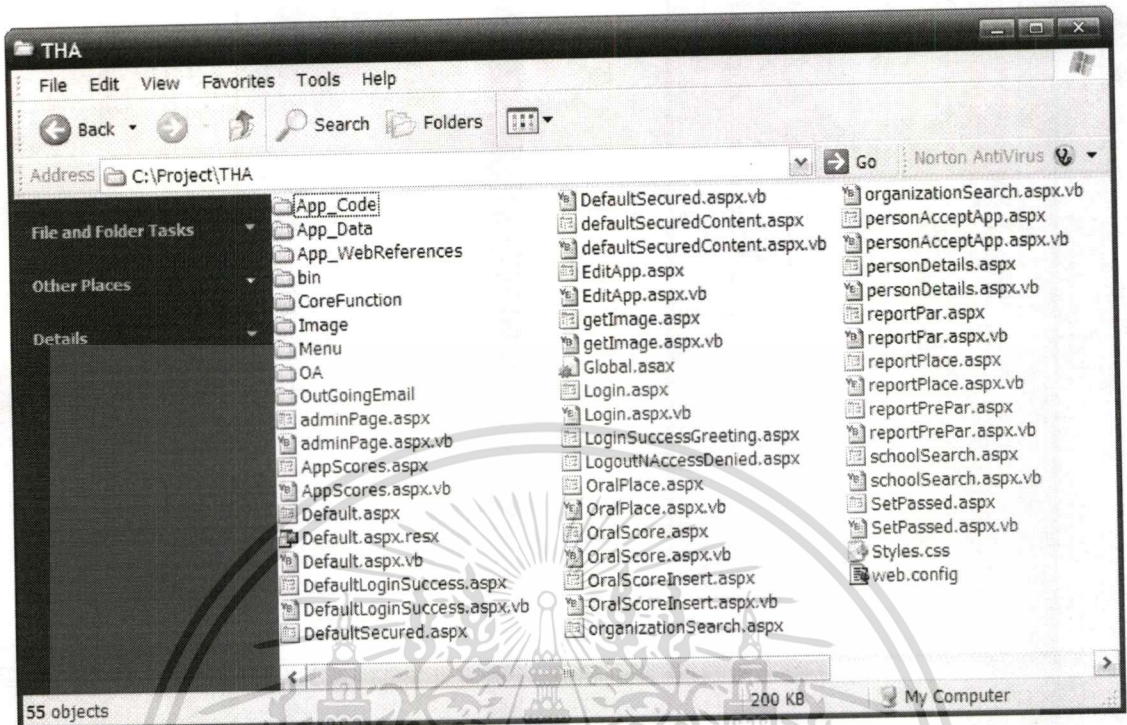 THA
File Edit View Favorites Tools Help
Back Search Folders
Address C:\Project\THA Go Norton AntiVirus
File and Folder Tasks
Other Places
Details
App_Code
App_Data
App_WebReferences
bin
CoreFunction
Image
Menu
OA
OutGoingEmail
adminPage.aspx
adminPage.aspx.vb
AppScores.aspx
AppScores.aspx.vb
Default.aspx
Default.aspx.resx
Default.aspx.vb
DefaultLoginSuccess.aspx
DefaultLoginSuccess.aspx.vb
DefaultSecured.aspx
DefaultSecured.aspx.vb
defaultSecuredContent.aspx
defaultSecuredContent.aspx.vb
EditApp.aspx
EditApp.aspx.vb
getImage.aspx
getImage.aspx.vb
Global.asax
Login.aspx
Login.aspx.vb
LoginSuccessGreeting.aspx
LogoutNAccessDenied.aspx
OralPlace.aspx
OralPlace.aspx.vb
OralScore.aspx
OralScore.aspx.vb
OralScoreInsert.aspx
OralScoreInsert.aspx.vb
organizationSearch.aspx
organizationSearch.aspx.vb
personAcceptApp.aspx
personAcceptApp.aspx.vb
personDetails.aspx
personDetails.aspx.vb
reportPar.aspx
reportPar.aspx.vb
reportPlace.aspx
reportPlace.aspx.vb
reportPrePar.aspx
reportPrePar.aspx.vb
schoolSearch.aspx
schoolSearch.aspx.vb
SetPassed.aspx
SetPassed.aspx.vb
Styles.css
web.config
55 objects 200 KB My Computer